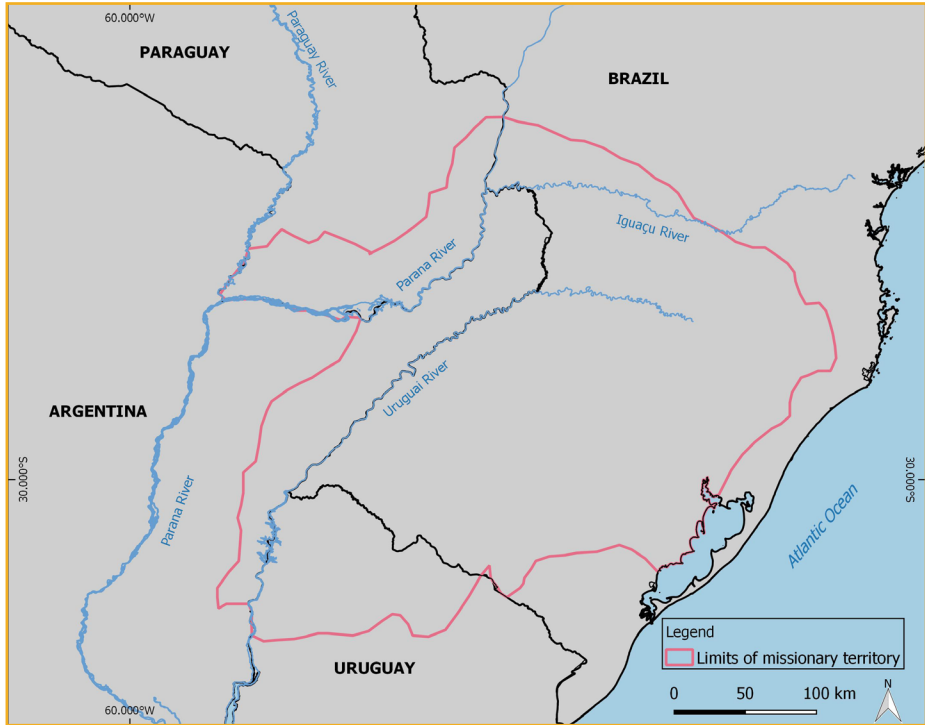 60.000°W
PARAGUAY
Paraguay River
BRAZIL
Iguaçu River
Parana River
Uruguai River
ARGENTINA
30.000°S
30.000°S
Parana River
Atlantic Ocean
URUGUAY
Legend
Limits of missionary territory
0 50 100 km
N
60.000°W